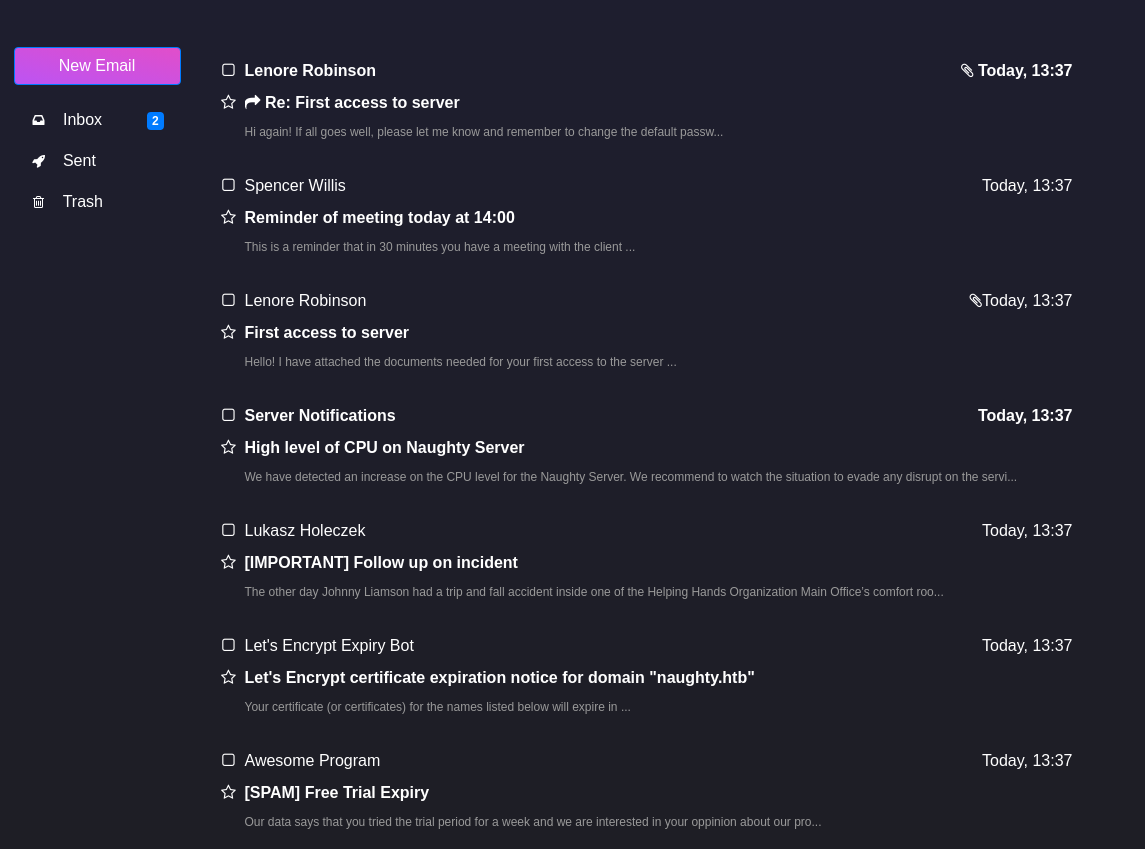 New Email
Inbox 2
Sent
Trash
Lenore Robinson Today, 13:37
Re: First access to server
Hi again! If all goes well, please let me know and remember to change the default passw...
Spencer Willis Today, 13:37
Reminder of meeting today at 14:00
This is a reminder that in 30 minutes you have a meeting with the client ...
Lenore Robinson Today, 13:37
First access to server
Hello! I have attached the documents needed for your first access to the server ...
Server Notifications Today, 13:37
High level of CPU on Naughty Server
We have detected an increase on the CPU level for the Naughty Server. We recommend to watch the situation to evade any disrupt on the servi...
Lukasz Holeczek Today, 13:37
[IMPORTANT] Follow up on incident
The other day Johnny Liamson had a trip and fall accident inside one of the Helping Hands Organization Main Office's comfort roo...
Let's Encrypt Expiry Bot Today, 13:37
Let's Encrypt certificate expiration notice for domain "naughty.htb"
Your certificate (or certificates) for the names listed below will expire in ...
Awesome Program Today, 13:37
[SPAM] Free Trial Expiry
Our data says that you tried the trial period for a week and we are interested in your oppinion about our pro...